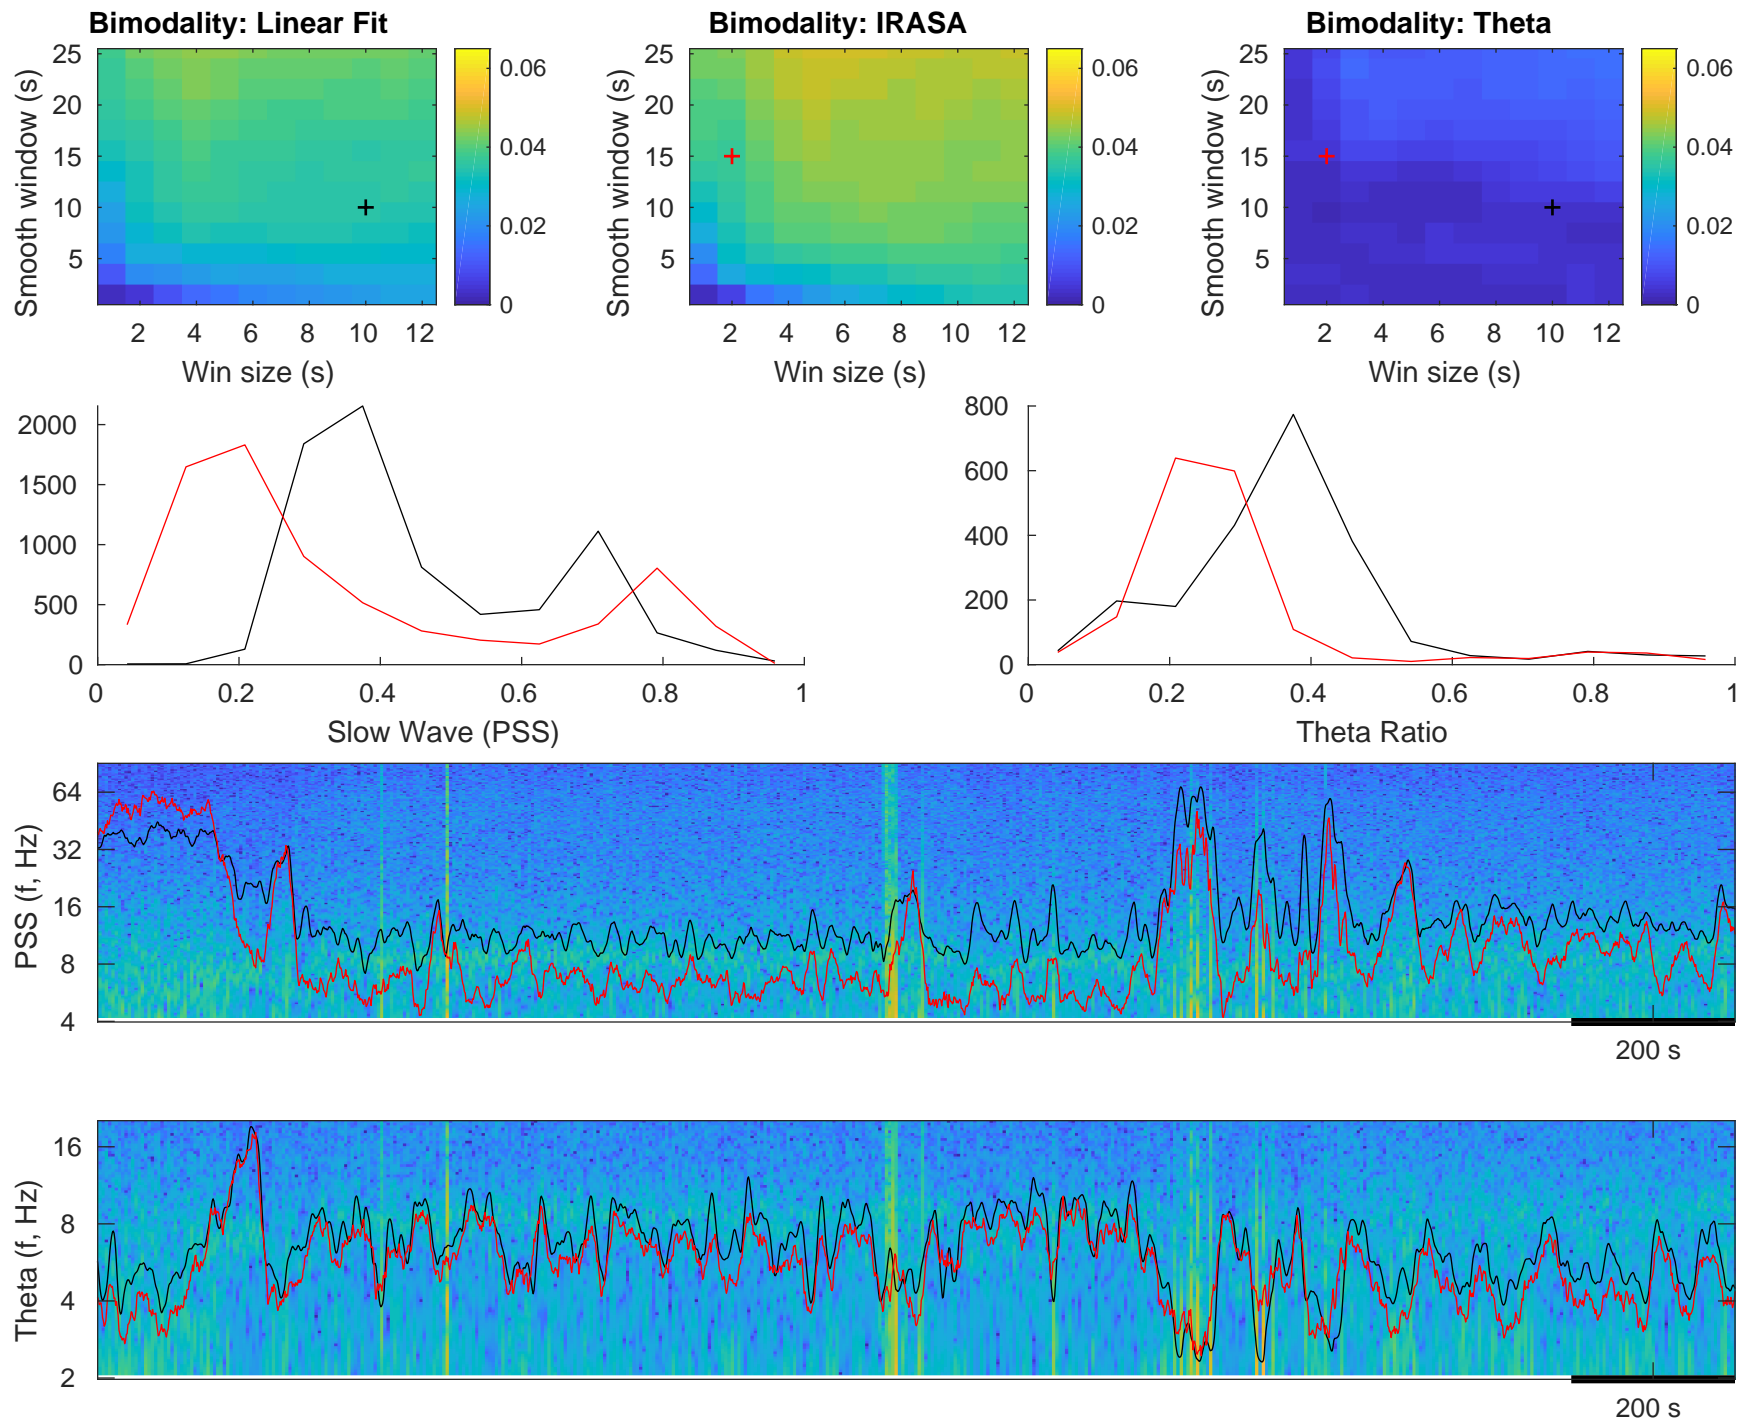 Bimodality: Linear Fit
Smooth window (s)
25
20
15
10
5
2 4 6 8 10 12
Win size (s)
0.06
0.04
0.02
0
Bimodality: IRASA
Smooth window (s)
25
20
15
10
5
2 4 6 8 10 12
Win size (s)
0.06
0.04
0.02
0
Bimodality: Theta
Smooth window (s)
25
20
15
10
5
2 4 6 8 10 12
Win size (s)
0.06
0.04
0.02
0
2000
1500
1000
500
0
0 0.2 0.4 0.6 0.8 1
Slow Wave (PSS)
800
600
400
200
0
0 0.2 0.4 0.6 0.8 1
Theta Ratio
PSS (f, Hz)
64
32
16
8
4
200 s
Theta (f, Hz)
16
8
4
2
200 s